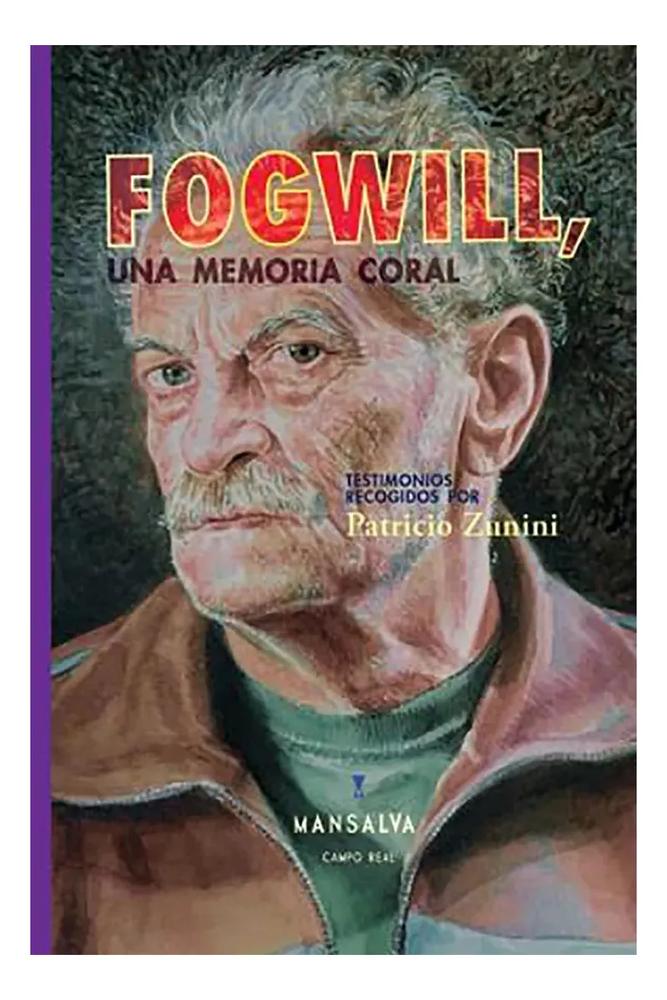 FOGWILL,
UNA MEMORIA CORAL
TESTIMONIOS
RECOGIDOS POR
Patricio Zunini
MANSALVA
CAMPO REAL